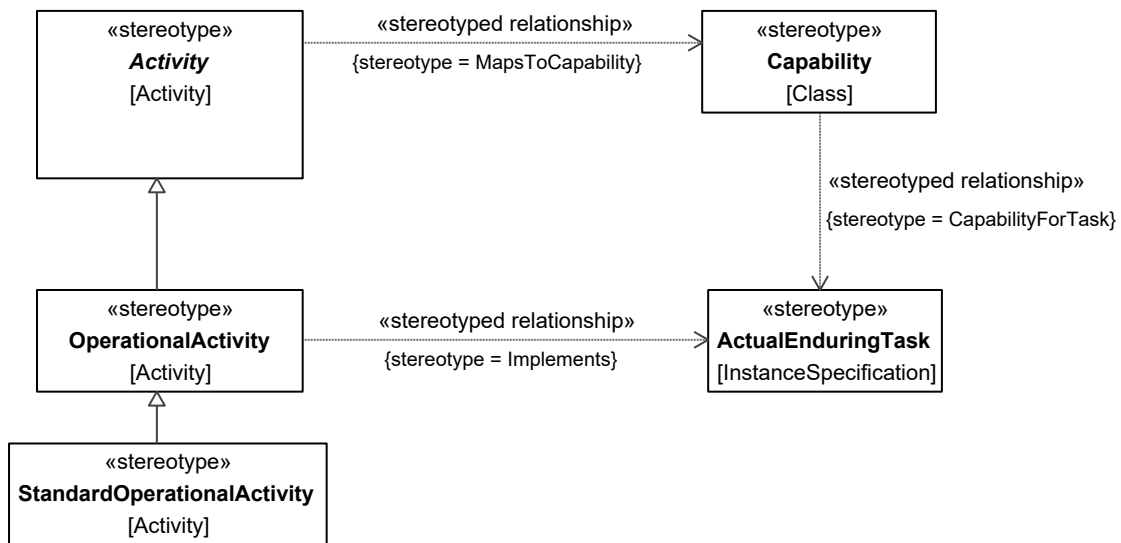 «stereotype»
Activity
[Activity]
«stereotyped relationship»
{stereotype = MapsToCapability}
«stereotype»
Capability
[Class]
«stereotyped relationship»
{stereotype = CapabilityForTask}
«stereotype»
OperationalActivity
[Activity]
«stereotyped relationship»
{stereotype = Implements}
«stereotype»
ActualEnduringTask
[InstanceSpecification]
«stereotype»
StandardOperationalActivity
[Activity]